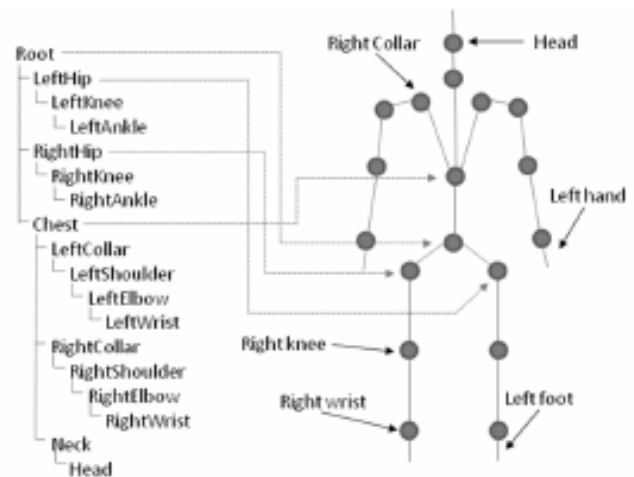 Root
LeftHip
LeftKnee
LeftAnkle
RightHip
RightKnee
RightAnkle
Chest
LeftCollar
LeftShoulder
LeftElbow
LeftWrist
RightCollar
RightShoulder
RightElbow
RightWrist
Neck
Head
Right Collar
Head
Left hand
Right knee
Right wrist
Left foot